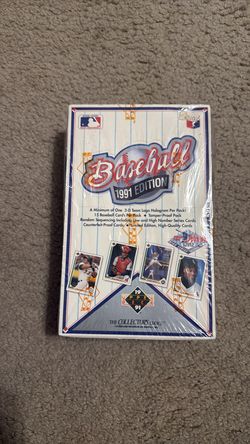 Baseball
1991 EDITION
A Minimum of One 3-D Team Logo Hologram Per Pack!
15 Baseball Cards Per Pack • Tamper-Proof Pack
Random Sequencing Including Low and High Number Series Cards
Counterfeit-Proof Cards • Limited Edition, High-Quality Cards
91
THE COLLECTOR'S CHOICE